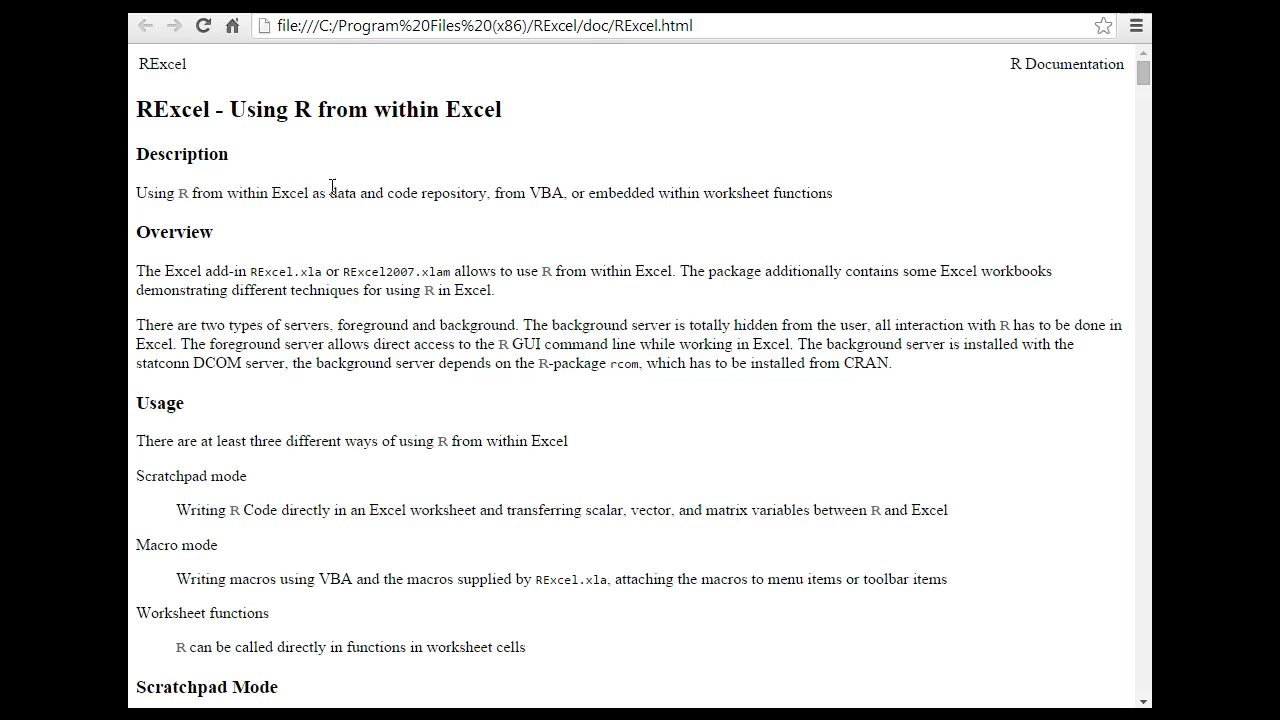 file:///C:/Program%20Files%20(x86)/RExcel/doc/RExcel.html
RExcel R Documentation
RExcel - Using R from within Excel
Description
Using R from within Excel as data and code repository, from VBA, or embedded within worksheet functions
Overview
The Excel add-in RExcel.xla or RExcel2007.xlam allows to use R from within Excel. The package additionally contains some Excel workbooks
demonstrating different techniques for using R in Excel.
There are two types of servers, foreground and background. The background server is totally hidden from the user, all interaction with R has to be done in
Excel. The foreground server allows direct access to the R GUI command line while working in Excel. The background server is installed with the
statconn DCOM server, the background server depends on the R-package rcom, which has to be installed from CRAN.
Usage
There are at least three different ways of using R from within Excel
Scratchpad mode
Writing R Code directly in an Excel worksheet and transferring scalar, vector, and matrix variables between R and Excel
Macro mode
Writing macros using VBA and the macros supplied by RExcel.xla, attaching the macros to menu items or toolbar items
Worksheet functions
R can be called directly in functions in worksheet cells
Scratchpad Mode